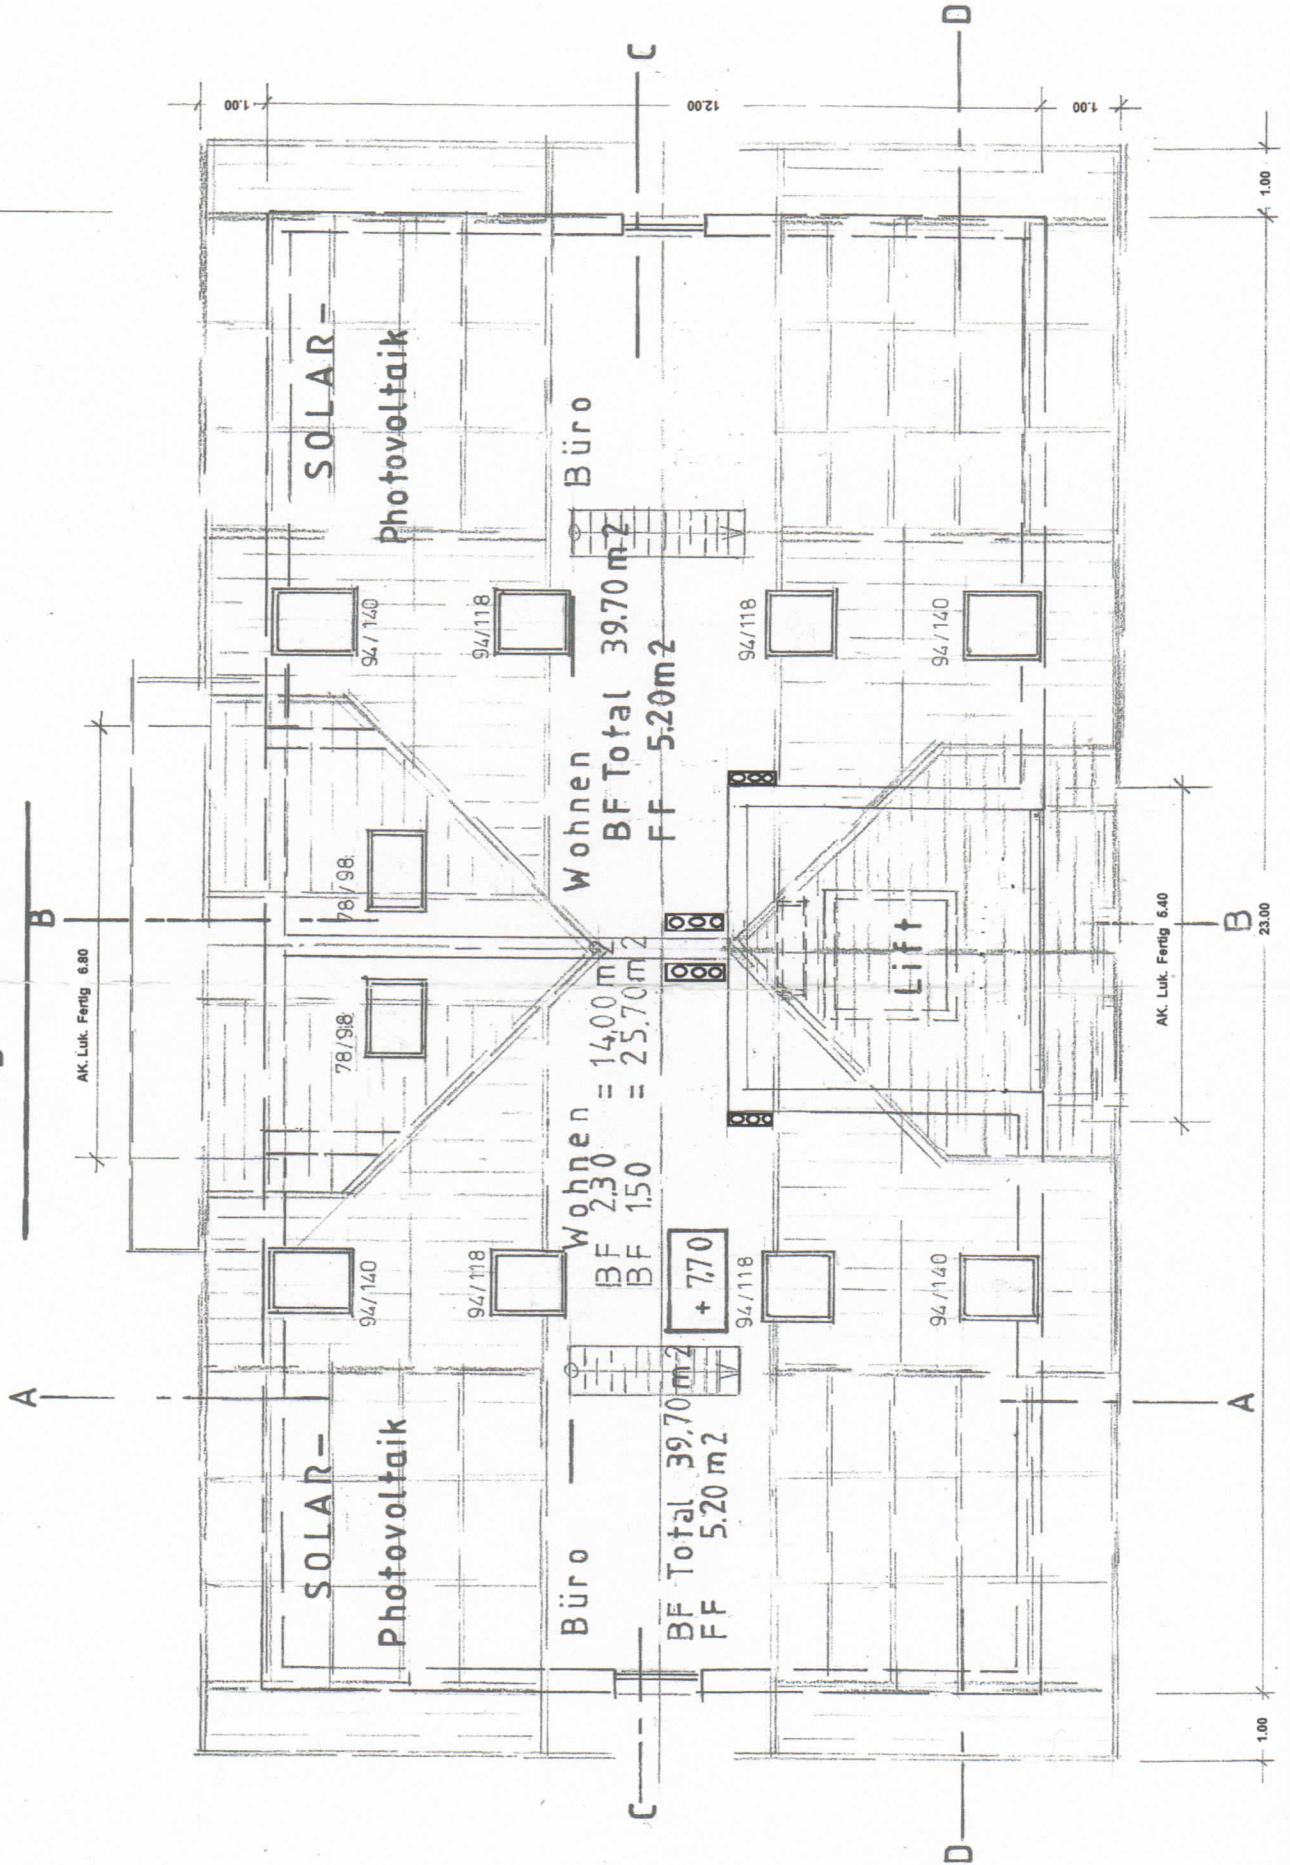 B
AK. Luk. Fertig 6.80
A
B
D
C
1.00
12.00
1.00
SOLAR-
Photovoltaik
SOLAR-
Photovoltaik
94/140
78/98
78/98
94/140
94/118
94/118
Büro
Wohnen
Wohnen
Büro
BF 2.30 = 14,00 m2
BF 1.50 = 25.70 m2
BF Total 39.70 m2
FF 5.20m2
+ 7,70
BF Total 39,70 m2
FF 5.20 m2
94/118
94/118
94/140
94/140
Lift
C
D
AK. Luk. Fertig 5.40
A
B
1.00
23.00
1.00